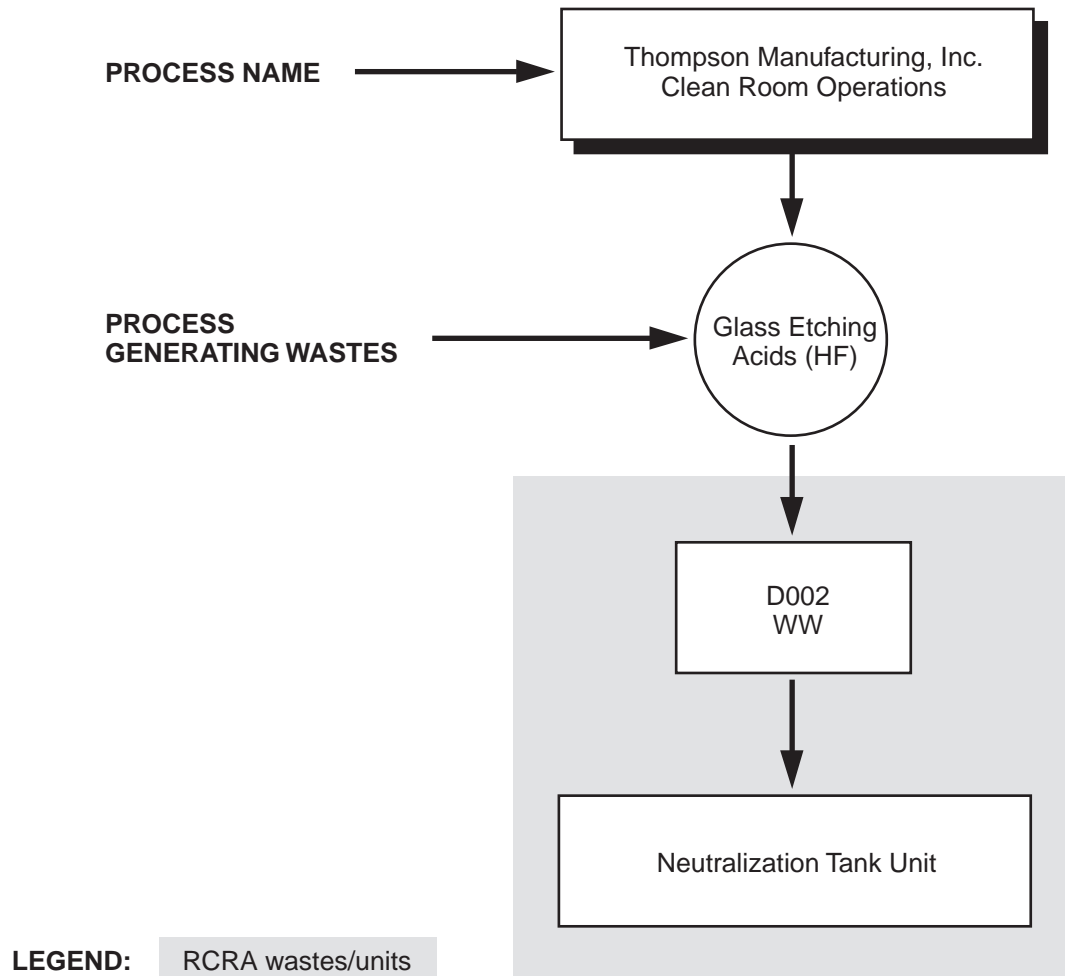 PROCESS NAME
Thompson Manufacturing, Inc.
Clean Room Operations
PROCESS
GENERATING WASTES
Glass Etching
Acids (HF)
D002
WW
Neutralization Tank Unit
LEGEND: RCRA wastes/units